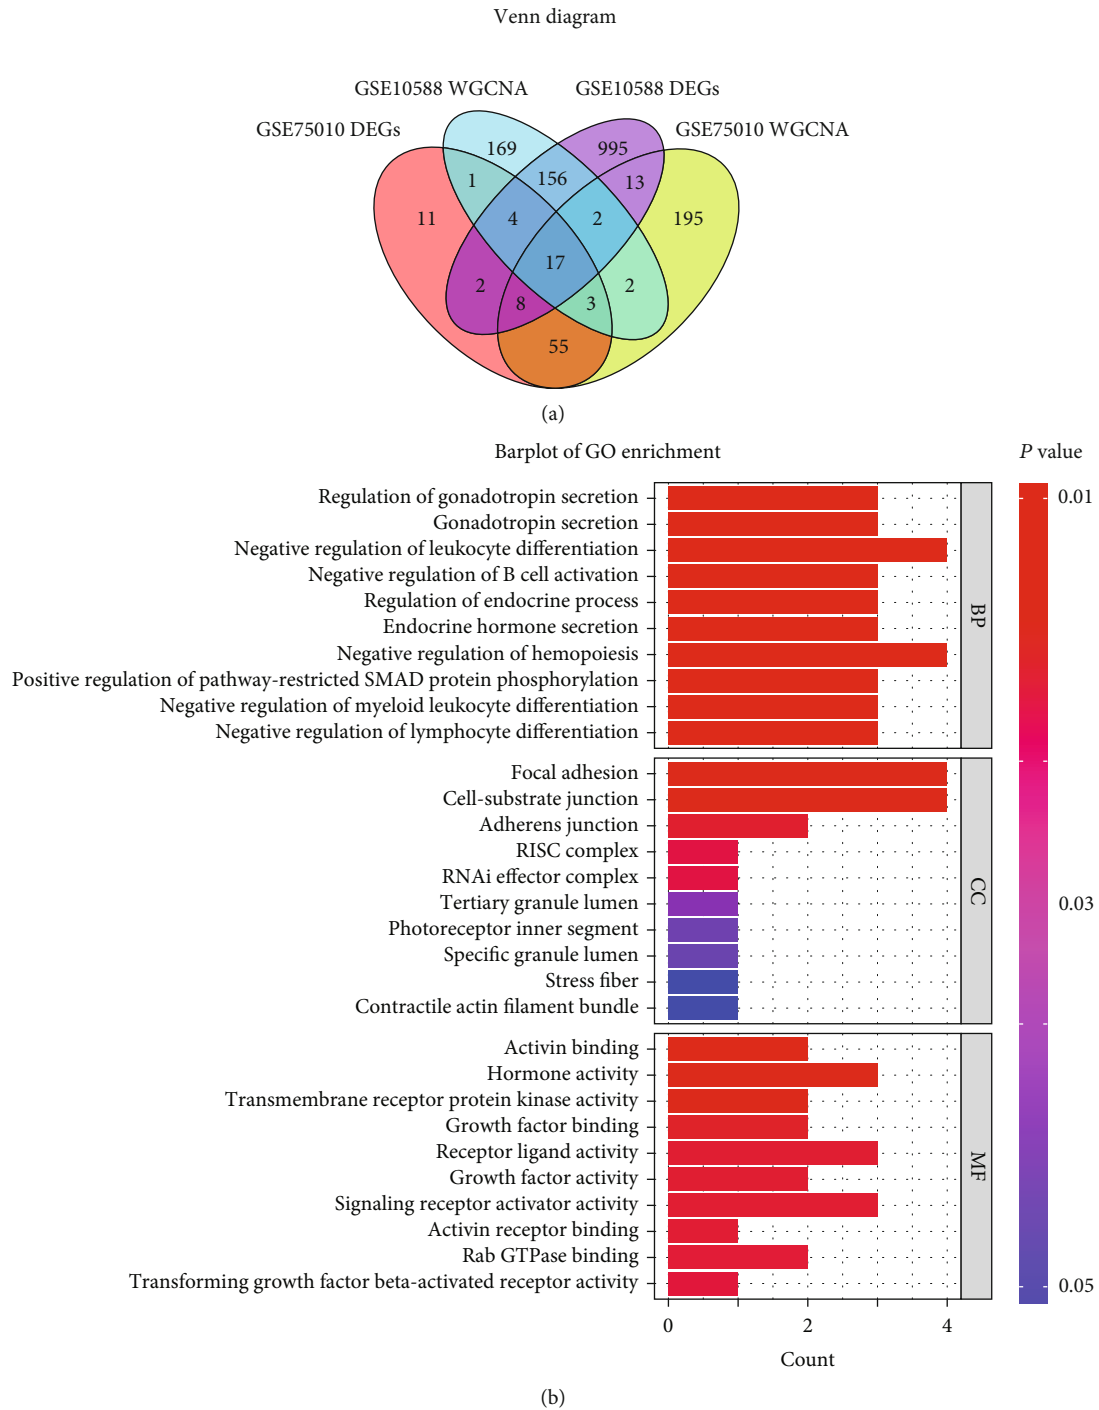 Venn diagram
GSE10588 WGCNA
GSE10588 DEGs
GSE75010 DEGs
GSE75010 WGCNA
169
995
1
156
13
11
4
2
195
17
2
2
8
3
55
(a)
Barplot of GO enrichment
P value
Regulation of gonadotropin secretion
Gonadotropin secretion
Negative regulation of leukocyte differentiation
Negative regulation of B cell activation
Regulation of endocrine process
Endocrine hormone secretion
Negative regulation of hemopoiesis
Positive regulation of pathway-restricted SMAD protein phosphorylation
Negative regulation of myeloid leukocyte differentiation
Negative regulation of lymphocyte differentiation
BP
Focal adhesion
Cell-substrate junction
Adherens junction
RISC complex
RNAi effector complex
Tertiary granule lumen
Photoreceptor inner segment
Specific granule lumen
Stress fiber
Contractile actin filament bundle
CC
Activin binding
Hormone activity
Transmembrane receptor protein kinase activity
Growth factor binding
Receptor ligand activity
Growth factor activity
Signaling receptor activator activity
Activin receptor binding
Rab GTPase binding
Transforming growth factor beta-activated receptor activity
MF
0.01
0.03
0.05
0
2
4
Count
(b)